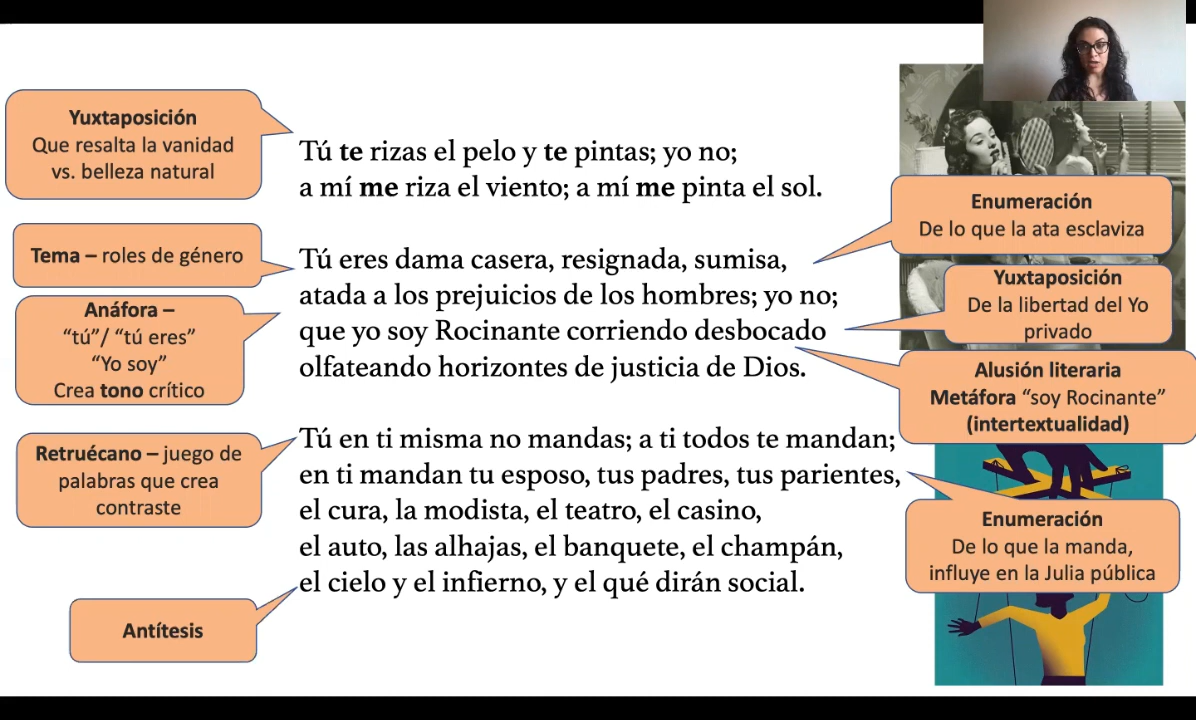 Yuxtaposición
Que resalta la vanidad
vs. belleza natural
Tú te rizas el pelo y te pintas; yo no;
a mí me riza el viento; a mí me pinta el sol.
Enumeración
De lo que la ata esclaviza
Tema – roles de género
Tú eres dama casera, resignada, sumisa,
atada a los prejuicios de los hombres; yo no;
que yo soy Rocinante corriendo desbocado
olfateando horizontes de justicia de Dios.
Yuxtaposición
De la libertad del Yo
privado
Anáfora –
“tú”/ “tú eres”
“Yo soy”
Crea tono crítico
Alusión literaria
Metáfora “soy Rocinante”
(intertextualidad)
Retruécano – juego de
palabras que crea
contraste
Tú en ti misma no mandas; a ti todos te mandan;
en ti mandan tu esposo, tus padres, tus parientes,
el cura, la modista, el teatro, el casino,
el auto, las alhajas, el banquete, el champán,
el cielo y el infierno, y el qué dirán social.
Enumeración
De lo que la manda,
influye en la Julia pública
Antítesis